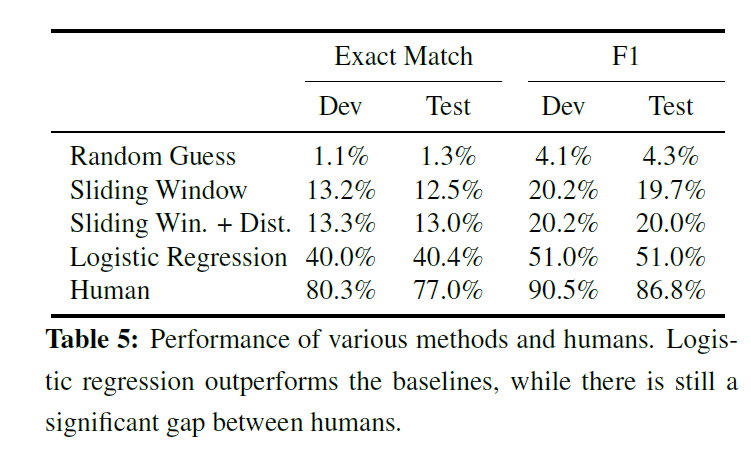 Exact Match F1
Dev Test Dev Test
Random Guess 1.1% 1.3% 4.1% 4.3%
Sliding Window 13.2% 12.5% 20.2% 19.7%
Sliding Win. + Dist. 13.3% 13.0% 20.2% 20.0%
Logistic Regression 40.0% 40.4% 51.0% 51.0%
Human 80.3% 77.0% 90.5% 86.8%
Table 5: Performance of various methods and humans. Logis-
tic regression outperforms the baselines, while there is still a
significant gap between humans.